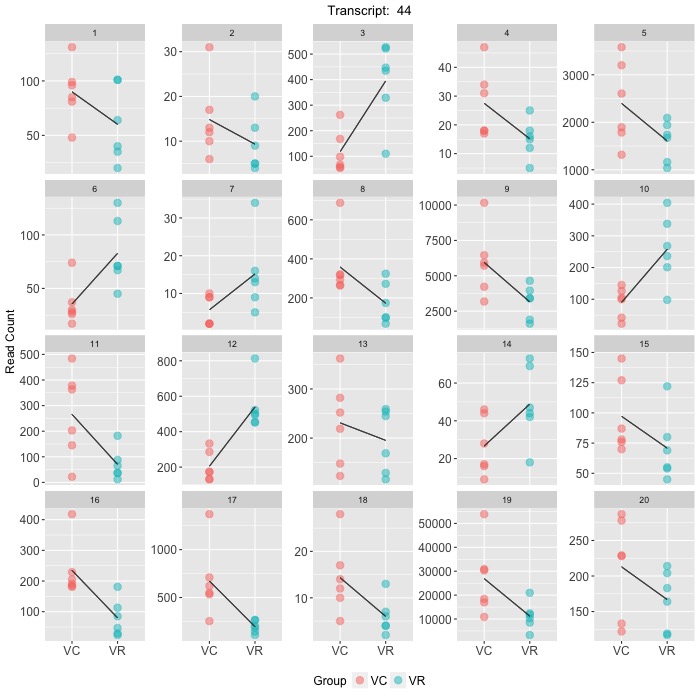 Transcript: 44
1 2 3 4 5
100 50
30 20 10
500 400 300 200 100
40 30 20 10
3000 2000 1000
6 7 8 9 10
100 50
30 20 10
600 400 200
10000 7500 5000 2500
400 300 200 100
Read Count
11 12 13 14 15
500 400 300 200 100 0
800 600 400 200
300 200
60 40 20
150 125 100 75 50
16 17 18 19 20
400 300 200 100
1000 500
20 10
50000 40000 30000 20000 10000
250 200 150
VC VR VC VR VC VR VC VR VC VR
Group VC VR